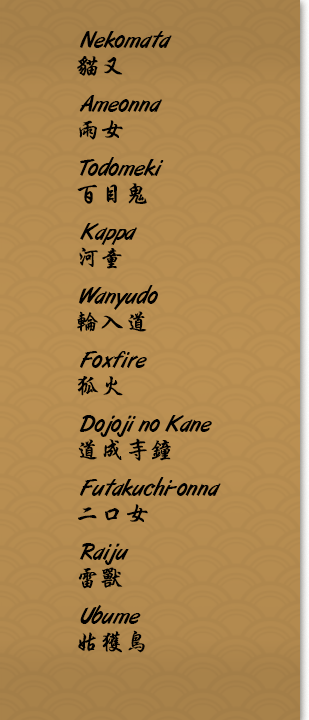 Nekomata
貓又
Ameonna
雨女
Todomeki
百目鬼
Kappa
河童
Wanyudo
輪入道
Foxfire
狐火
Dojoji no Kane
道成寺鐘
Futakuchi-onna
二口女
Raiju
雷獸
Ubume
姑獲鳥